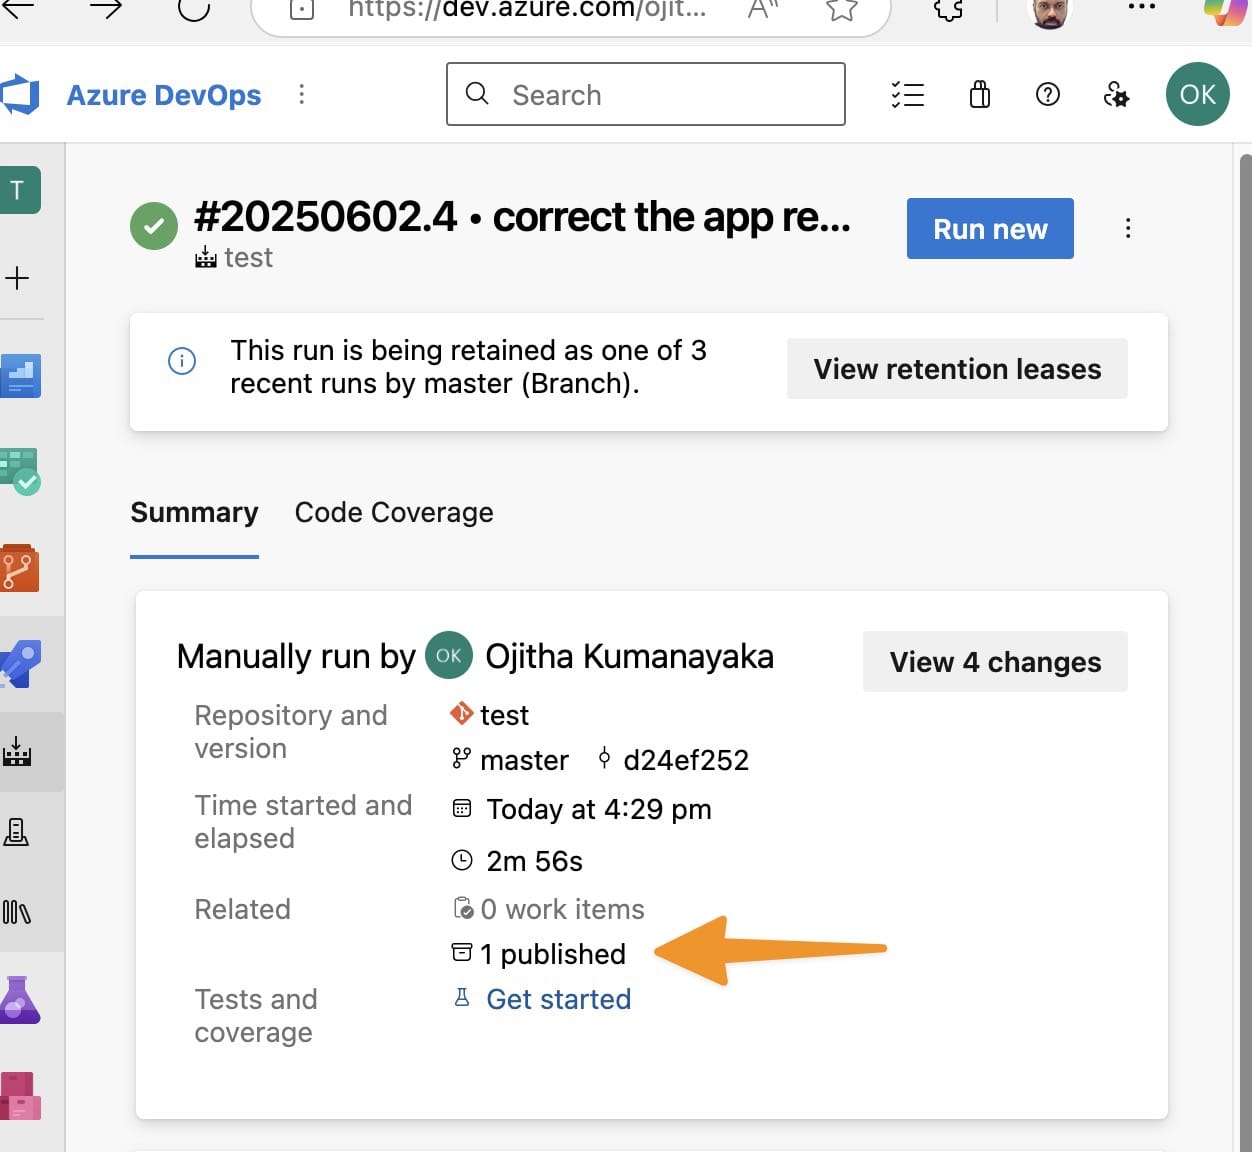 https://dev.azure.com/ojit...
Azure DevOps
Search
OK
T
#20250602.4 • correct the app re...
test
Run new
This run is being retained as one of 3
recent runs by master (Branch).
View retention leases
Summary
Code Coverage
Manually run by OK Ojitha Kumanayaka
View 4 changes
Repository and
version
test
master d24ef252
Time started and
elapsed
Today at 4:29 pm
2m 56s
Related
0 work items
1 published
Tests and
coverage
Get started